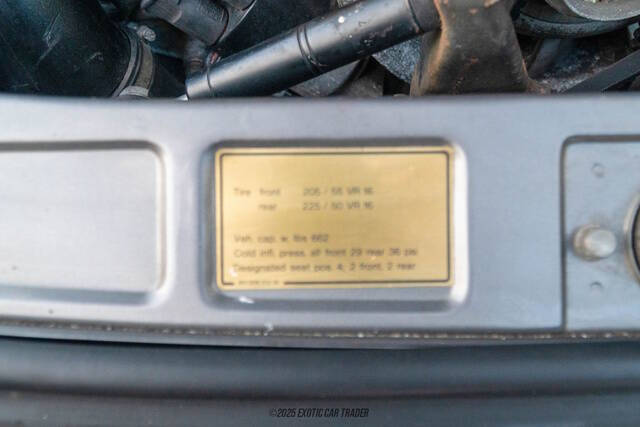 Tire front 205 / 55 VR 16
rear 225 / 50 VR 16
Veh. cap. w. lbs 662
Cold infl. press. all front 29 rear 36 psi
Designated seat pos. 4; 2 front, 2 rear
©2025 EXOTIC CAR TRADER